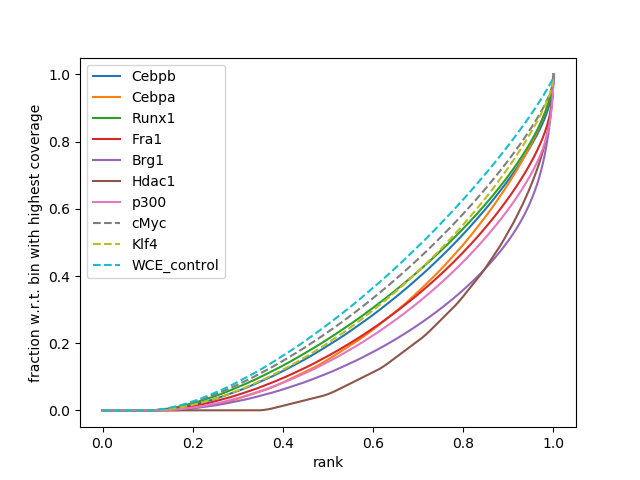 Cebpb
Cebpa
Runx1
Fra1
Brg1
Hdac1
p300
cMyc
Klf4
WCE_control
fraction w.r.t. bin with highest coverage
1.0
0.8
0.6
0.4
0.2
0.0
0.0 0.2 0.4 0.6 0.8 1.0
rank